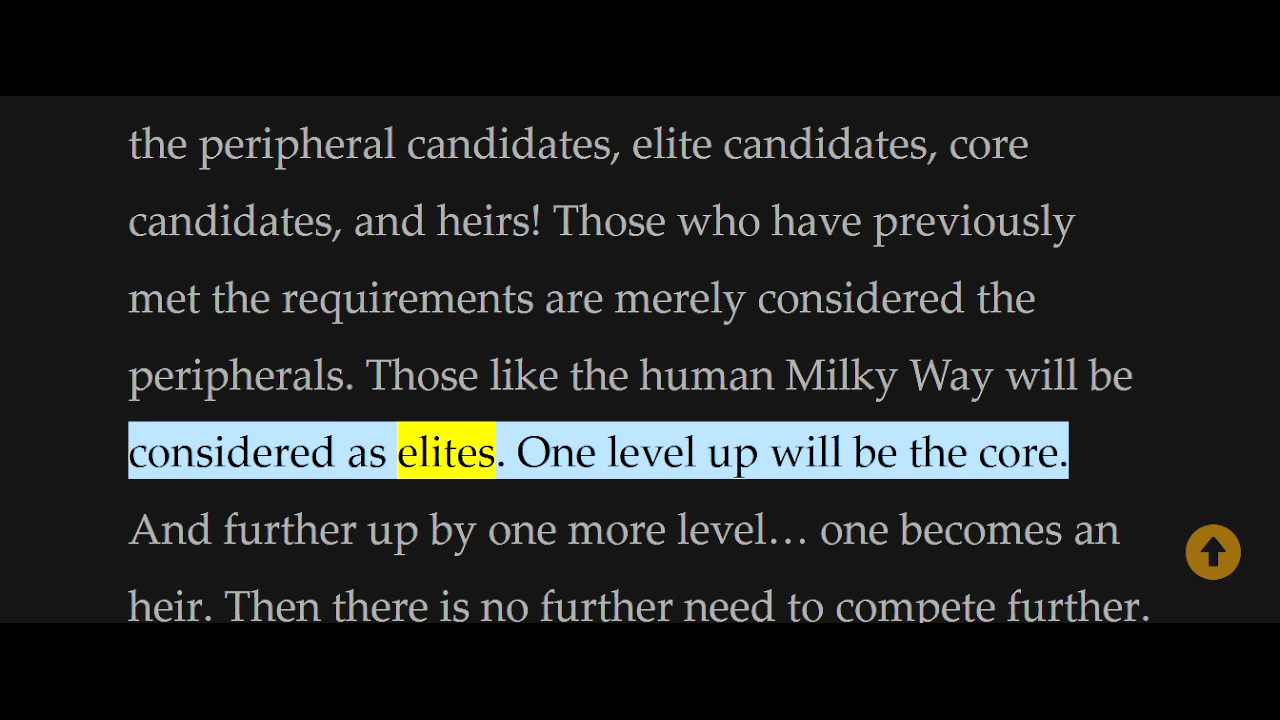 the peripheral candidates, elite candidates, core
candidates, and heirs! Those who have previously
met the requirements are merely considered the
peripherals. Those like the human Milky Way will be
considered as elites. One level up will be the core.
And further up by one more level… one becomes an
heir. Then there is no further need to compete further.